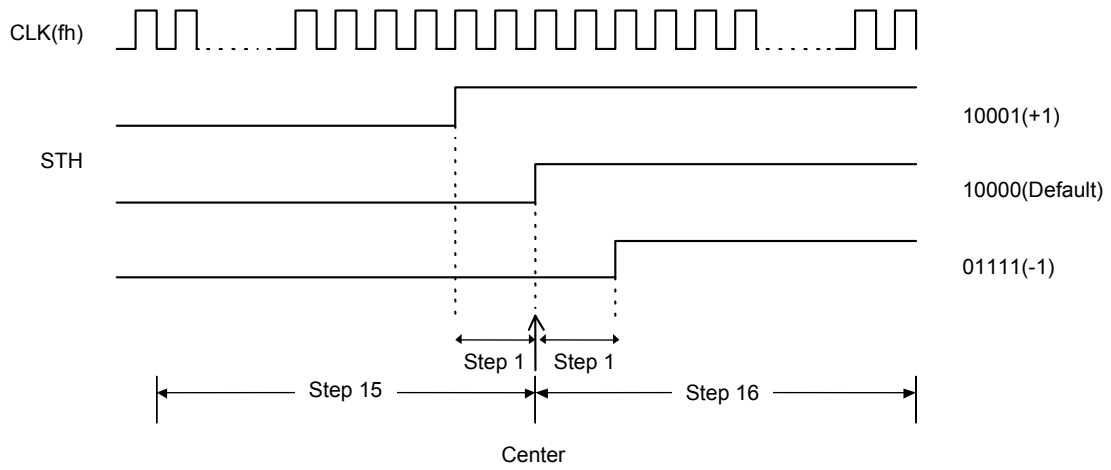 CLK(fh)
10001(+1)
STH
10000(Default)
01111(-1)
Step 1 Step 1
Step 15 Step 16
Center